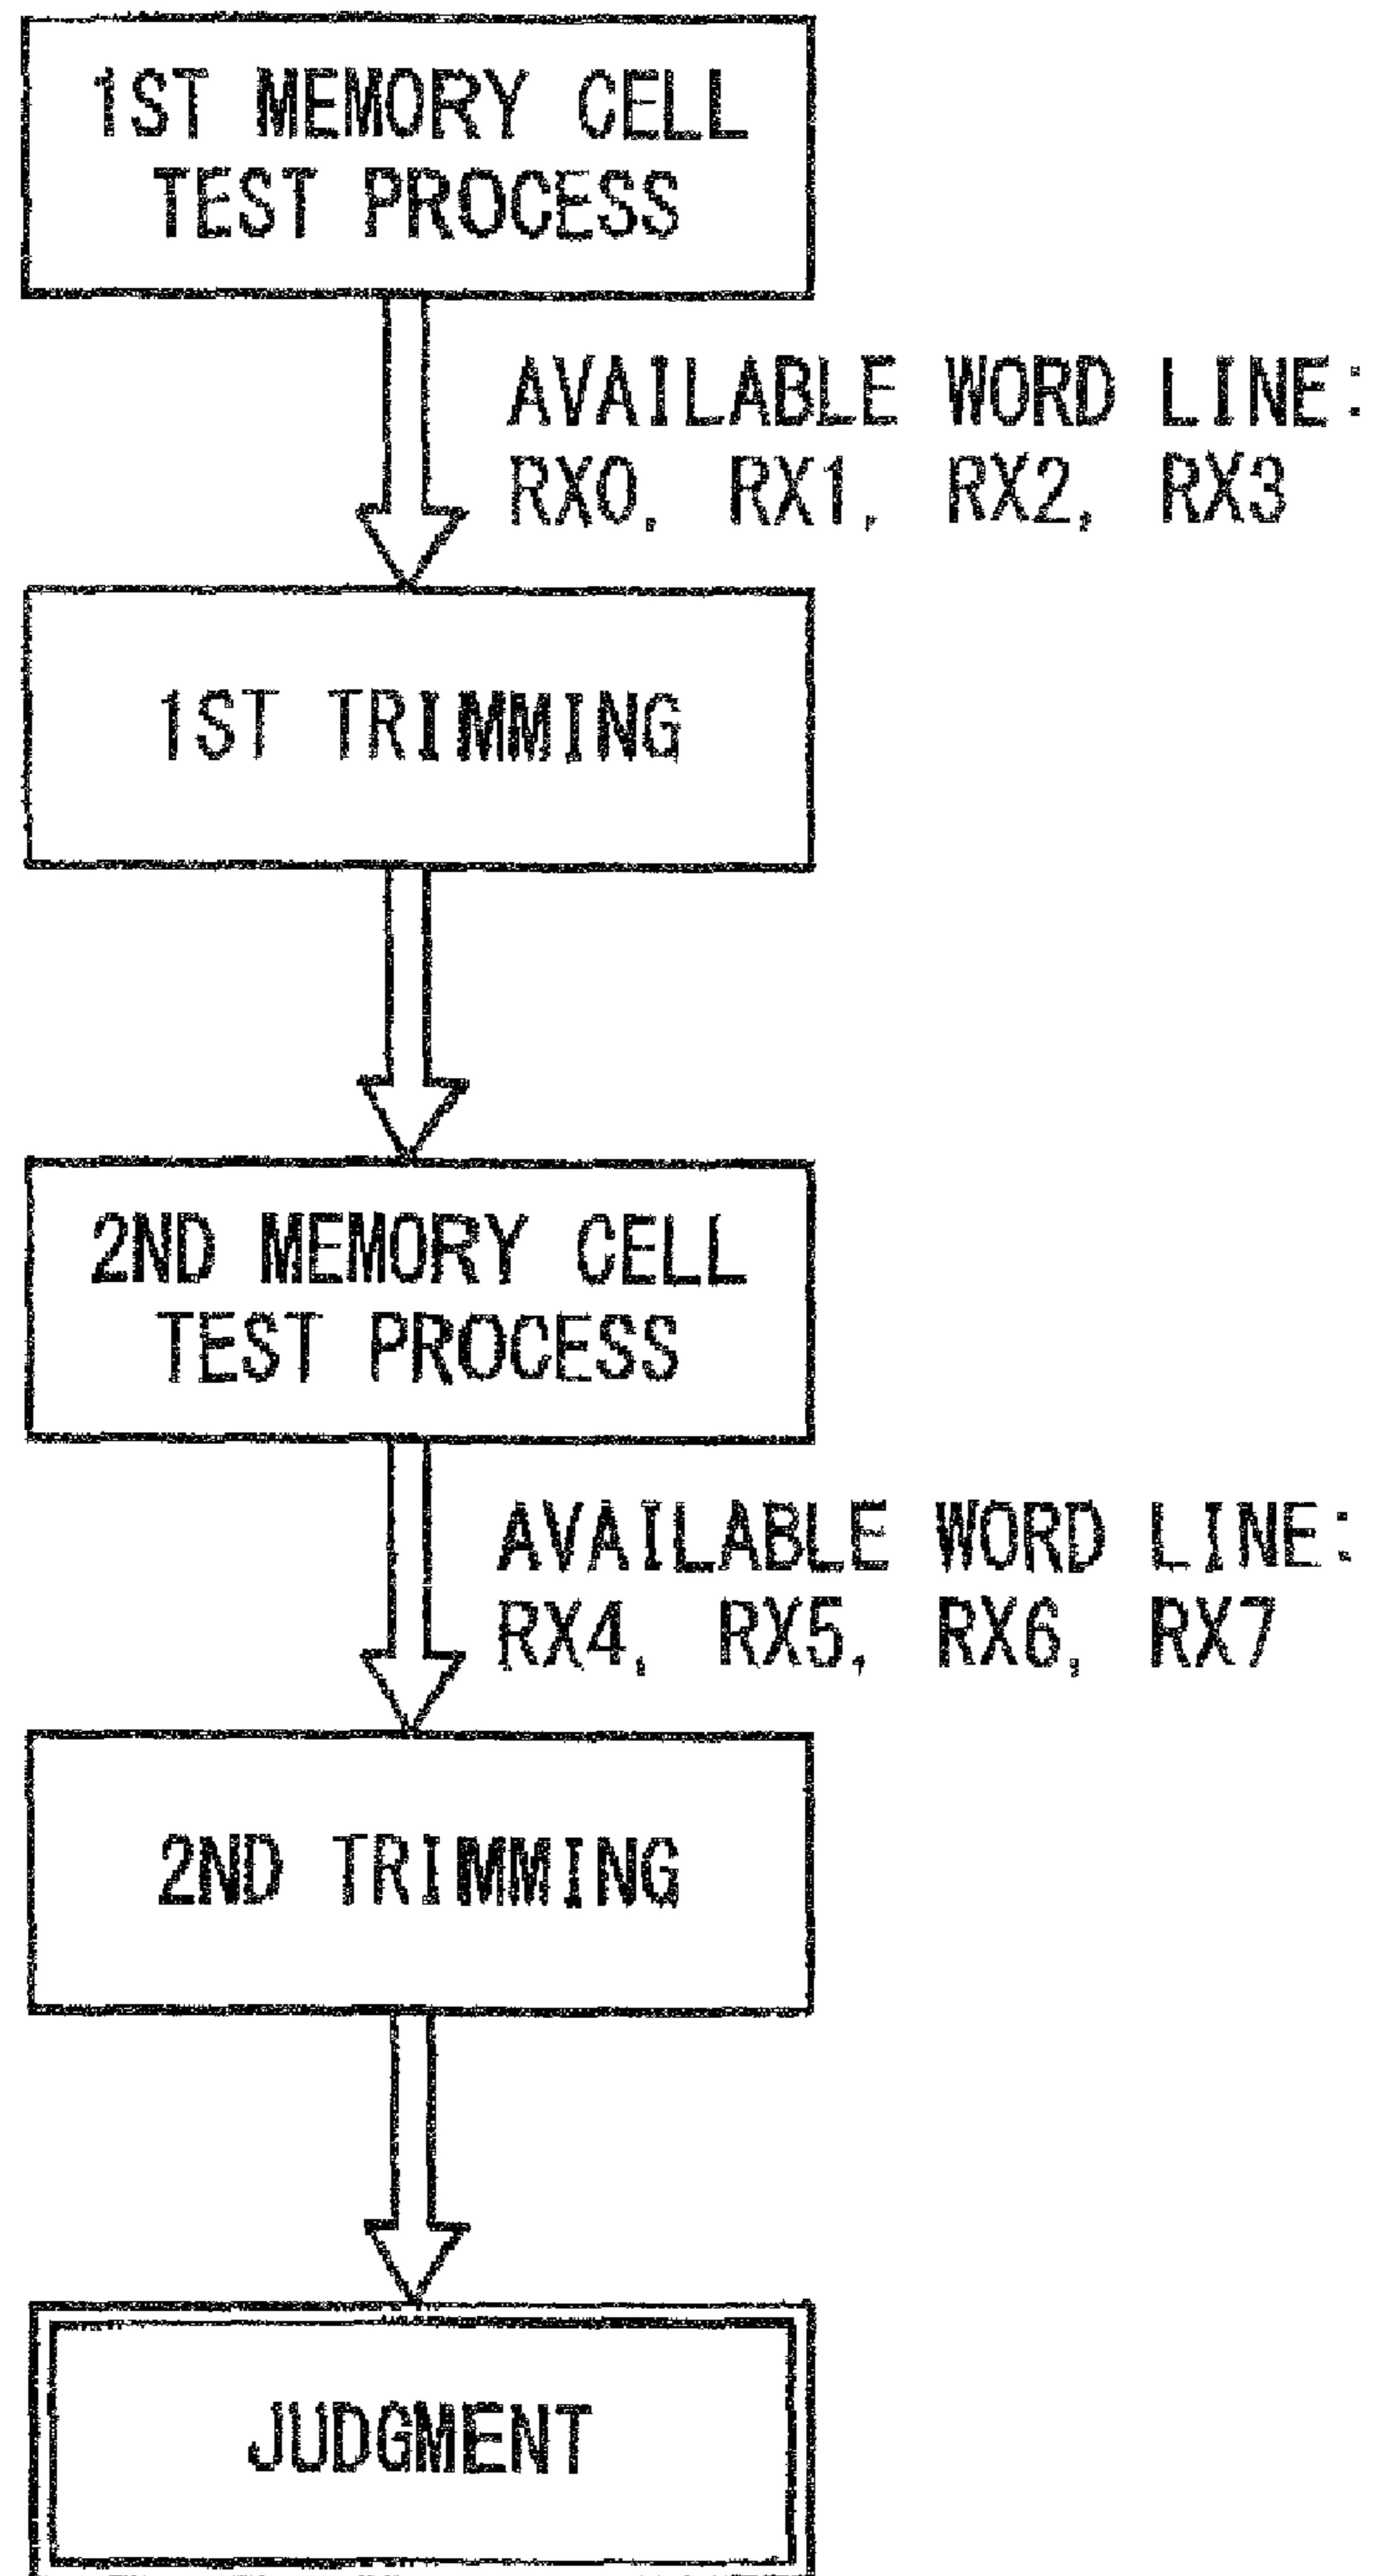 1ST MEMORY CELL
TEST PROCESS
AVAILABLE WORD LINE:
RX0, RX1, RX2, RX3
1ST TRIMMING
2ND MEMORY CELL
TEST PROCESS
AVAILABLE WORD LINE:
RX4, RX5, RX6, RX7
2ND TRIMMING
JUDGMENT